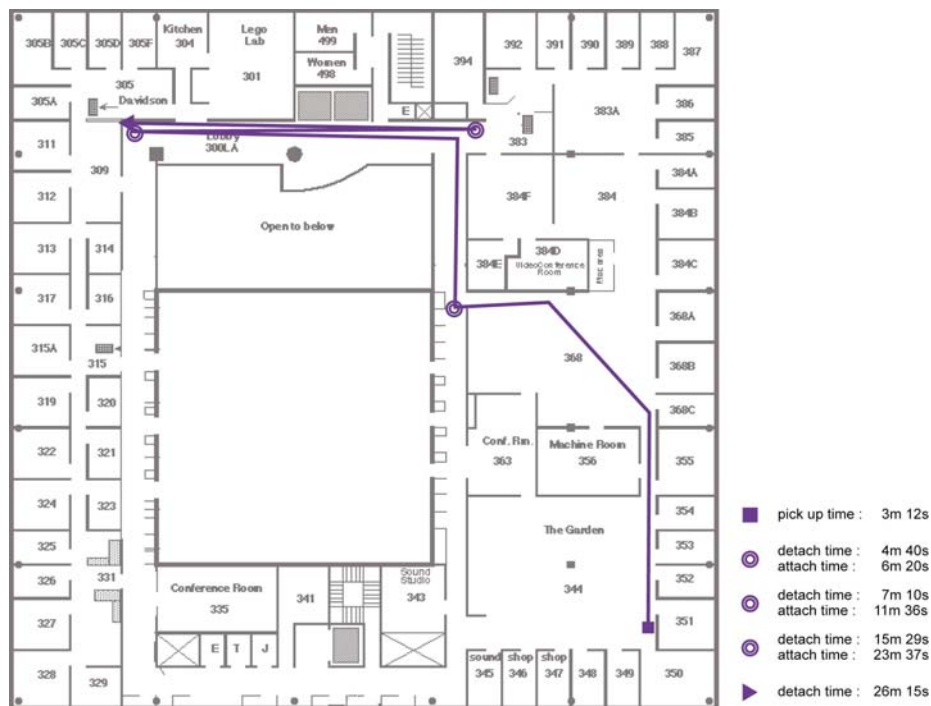 305B 305C 305D 305F Kitchen 304 Lego Lab Men 499 394 392 391 390 389 388 387
Women 498
305 301
305A Davidson E 383A 386
311 383 385
Lobby
300LA
309 384A
312 384F 384 384B
Open to below
313 314 384E 384D 384C
Video Conference
Room
Mac area
317 316 368A
315A 368
315 368B
319 320 368C
322 321 Conf. Rm. Machine Room
363 356 355
324 323 354
325 The Garden 353
326 331 Conference Room Sound
Studio
335 341 343 344 352
327 351
E T J
328 329 sound shop shop
345 346 347 348 349 350
pick up time : 3m 12s
detach time : 4m 40s
attach time : 6m 20s
detach time : 7m 10s
attach time : 11m 36s
detach time : 15m 29s
attach time : 23m 37s
detach time : 26m 15s